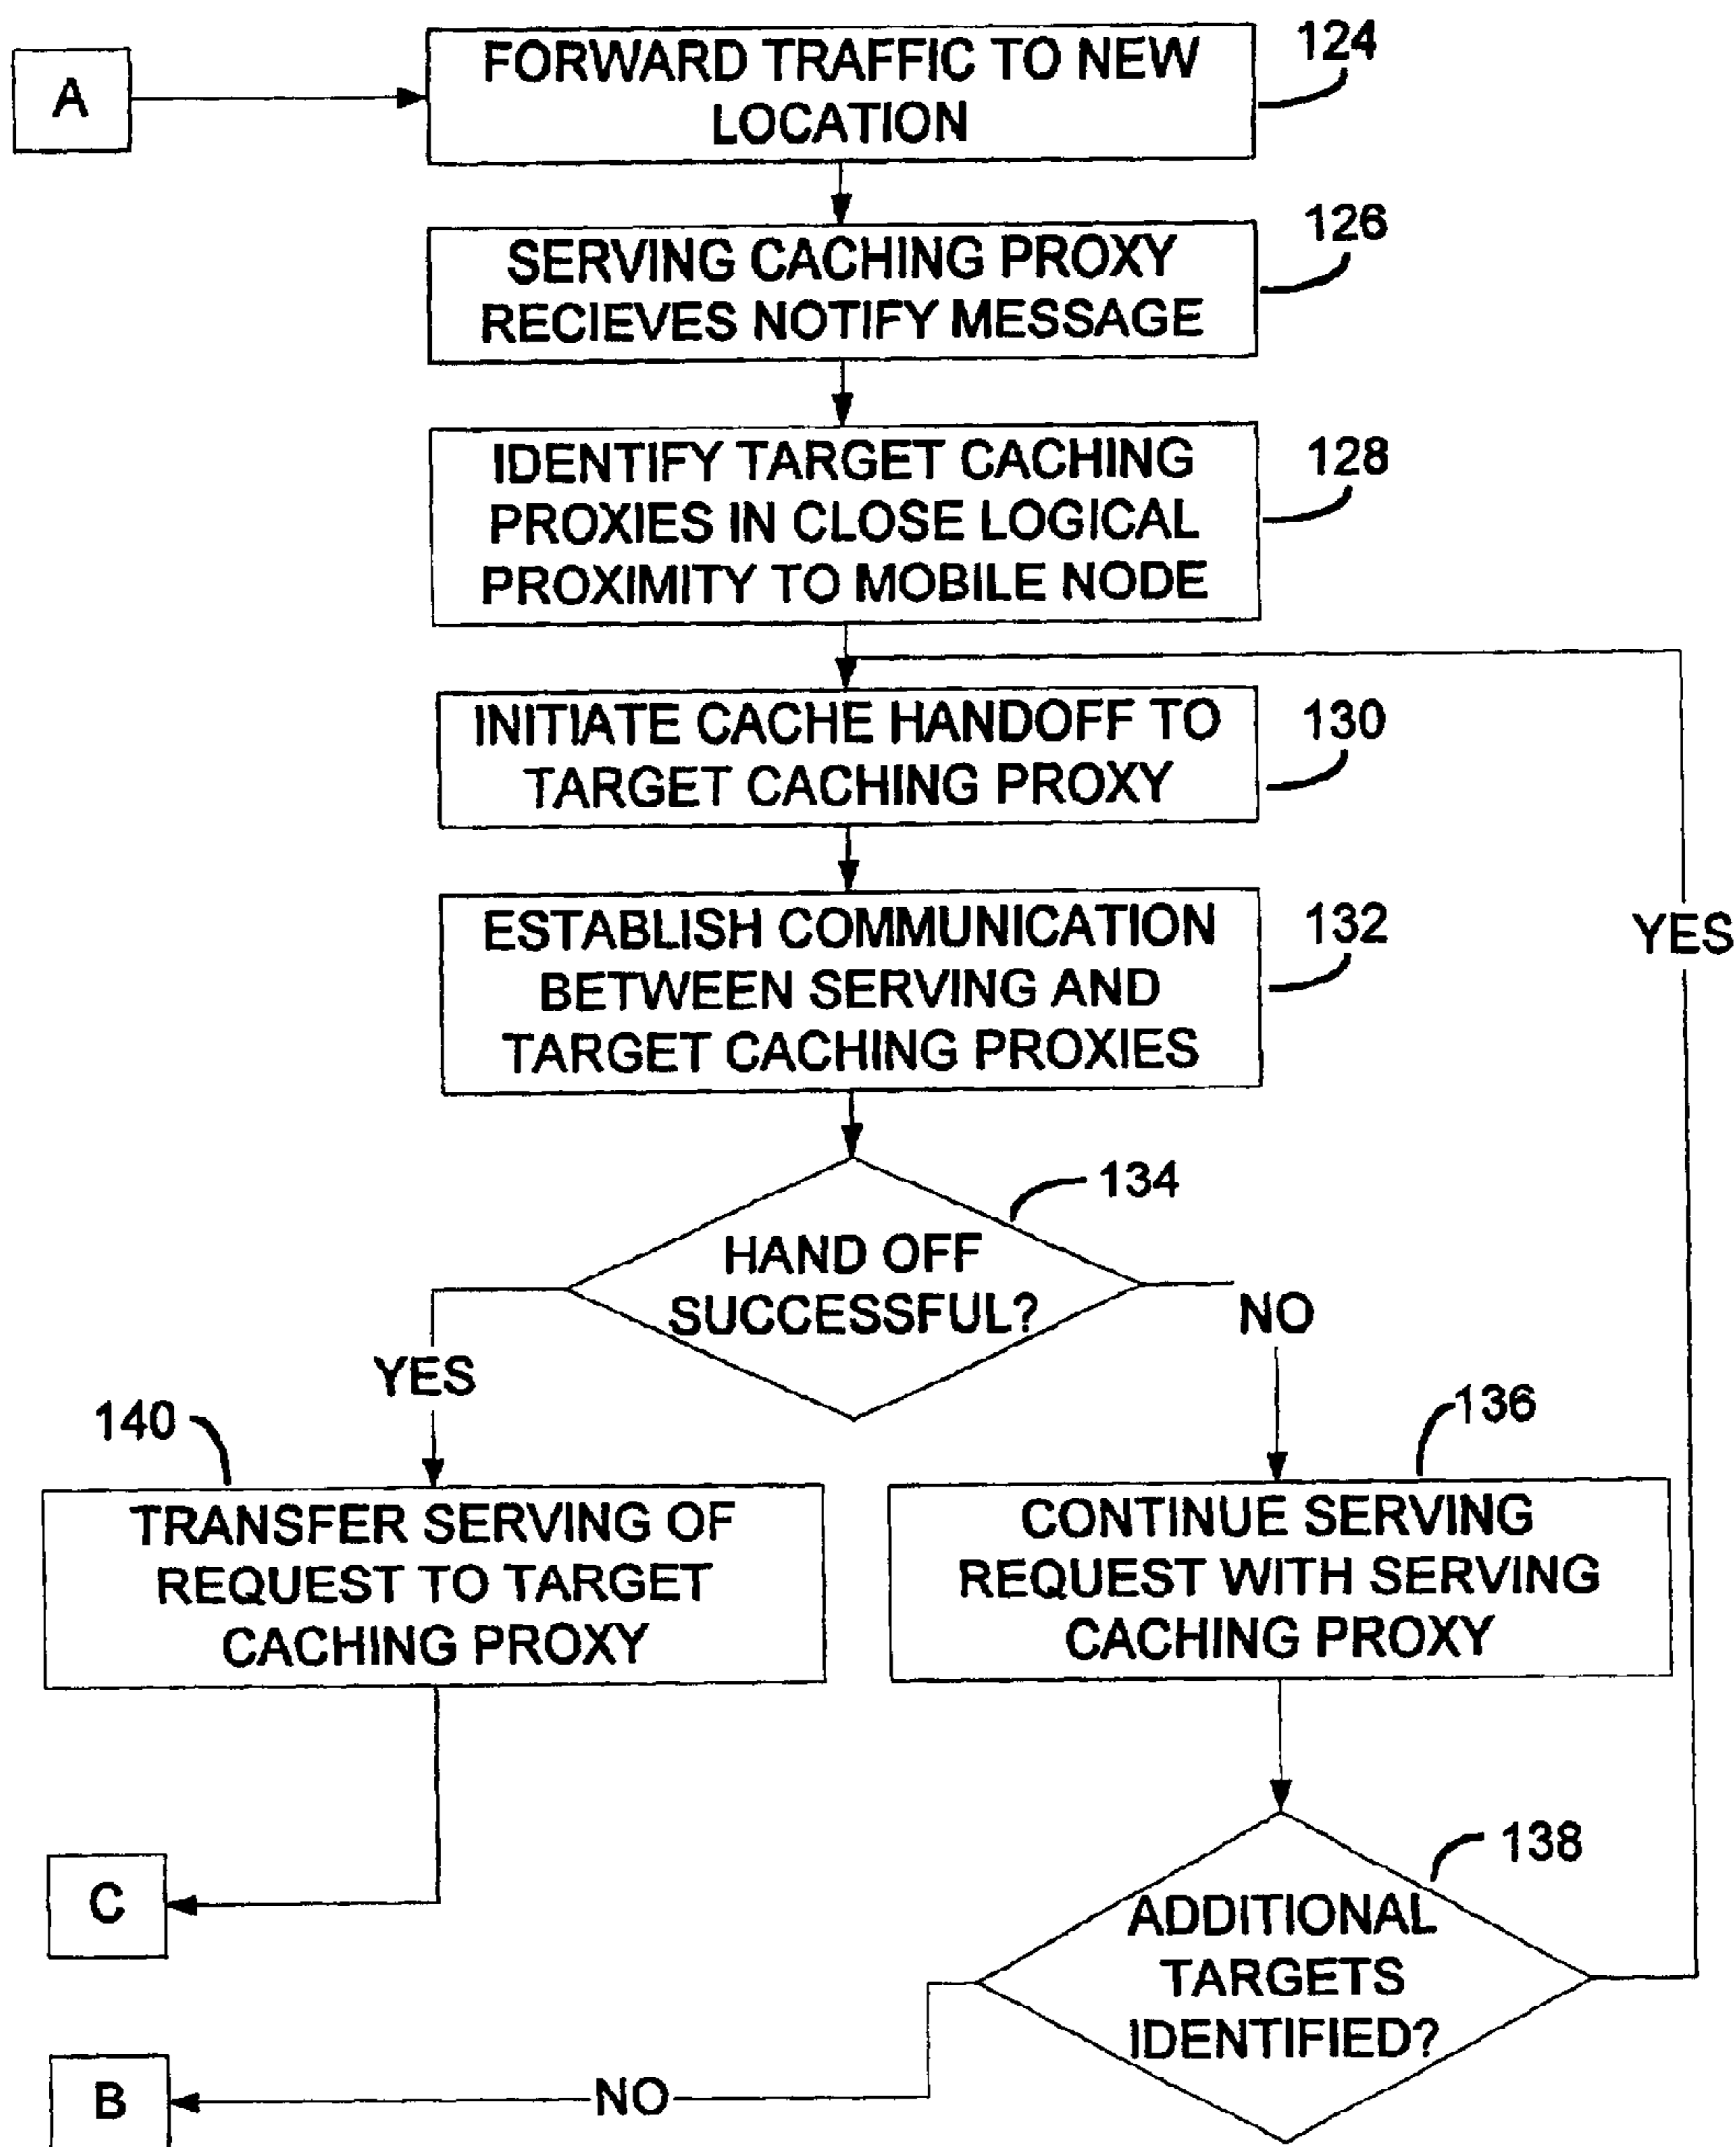 A
FORWARD TRAFFIC TO NEW
LOCATION
124
SERVING CACHING PROXY
RECIEVES NOTIFY MESSAGE
126
IDENTIFY TARGET CACHING
PROXIES IN CLOSE LOGICAL
PROXIMITY TO MOBILE NODE
128
INITIATE CACHE HANDOFF TO
TARGET CACHING PROXY
130
ESTABLISH COMMUNICATION
BETWEEN SERVING AND
TARGET CACHING PROXIES
132
YES
134
HAND OFF
SUCCESSFUL?
NO
YES
140
136
TRANSFER SERVING OF
REQUEST TO TARGET
CACHING PROXY
CONTINUE SERVING
REQUEST WITH SERVING
CACHING PROXY
138
C
ADDITIONAL
TARGETS
IDENTIFIED?
B
NO